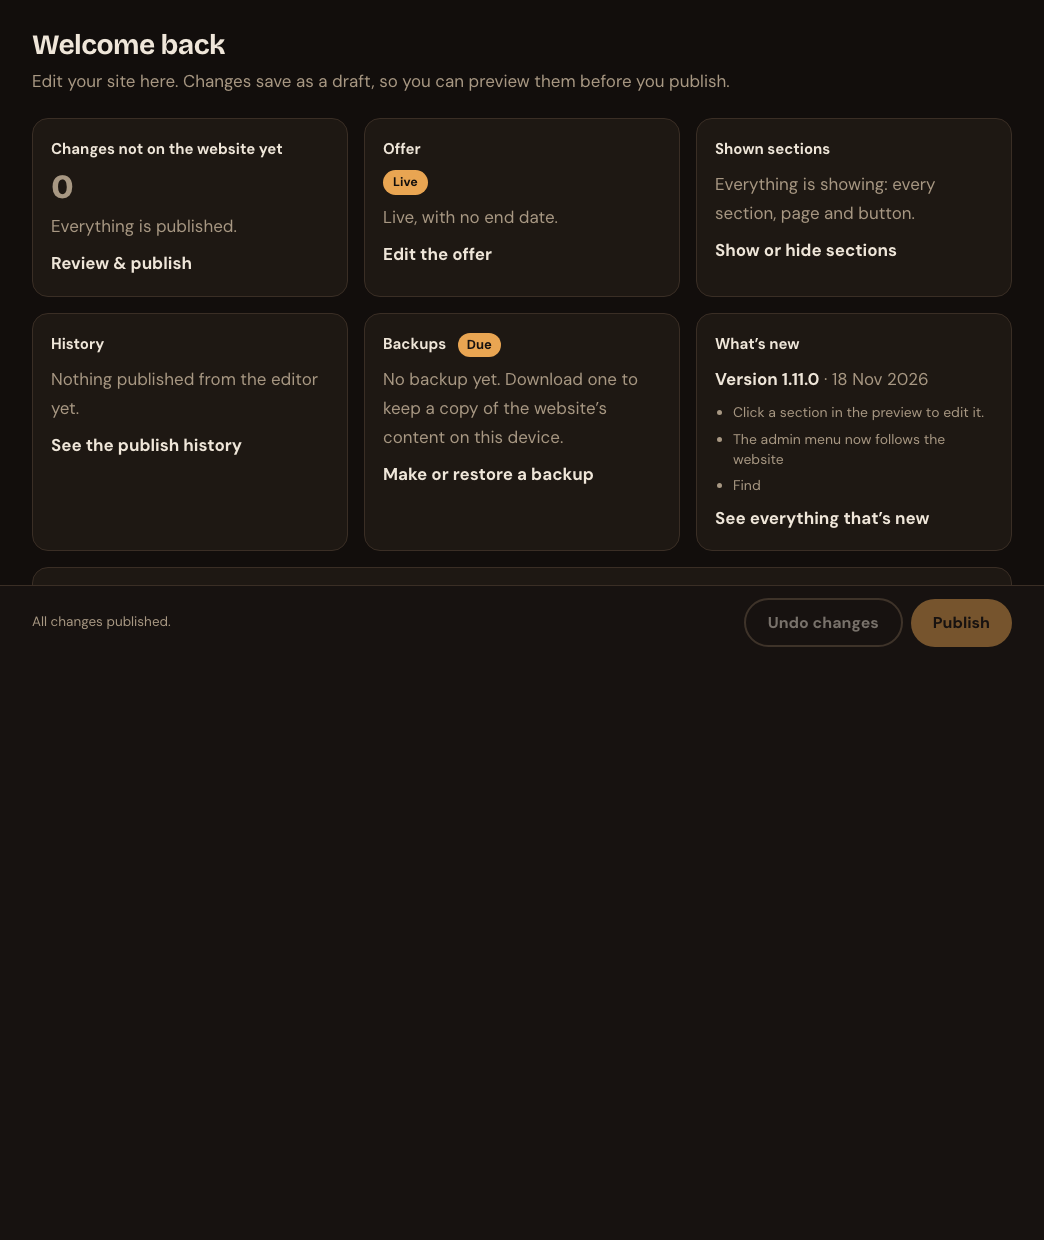 Welcome back
Edit your site here. Changes save as a draft, so you can preview them before you publish.
Changes not on the website yet
0
Everything is published.
Review & publish
Offer
Live
Live, with no end date.
Edit the offer
Shown sections
Everything is showing: every
section, page and button.
Show or hide sections
History
Nothing published from the editor
yet.
See the publish history
Backups Due
No backup yet. Download one to
keep a copy of the website’s
content on this device.
Make or restore a backup
What’s new
Version 1.11.0 · 18 Nov 2026
• Click a section in the preview to edit it.
• The admin menu now follows the
website
• Find
See everything that’s new
All changes published.
Undo changes
Publish